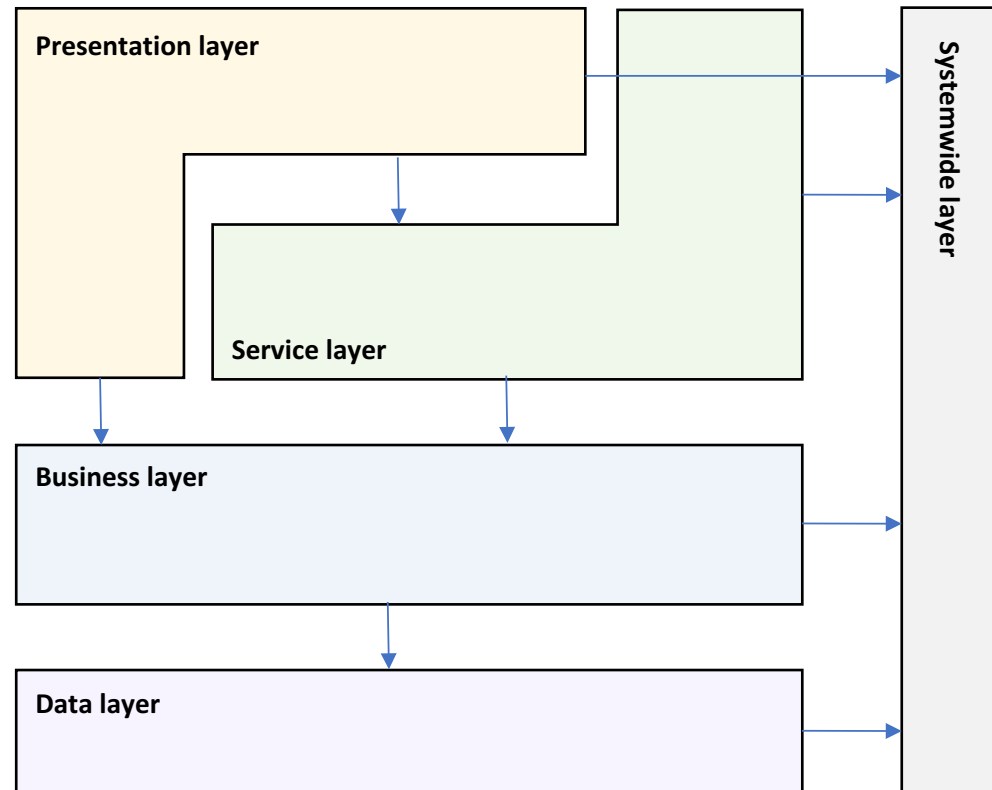 Presentation layer
Systemwide layer
Service layer
Business layer
Data layer